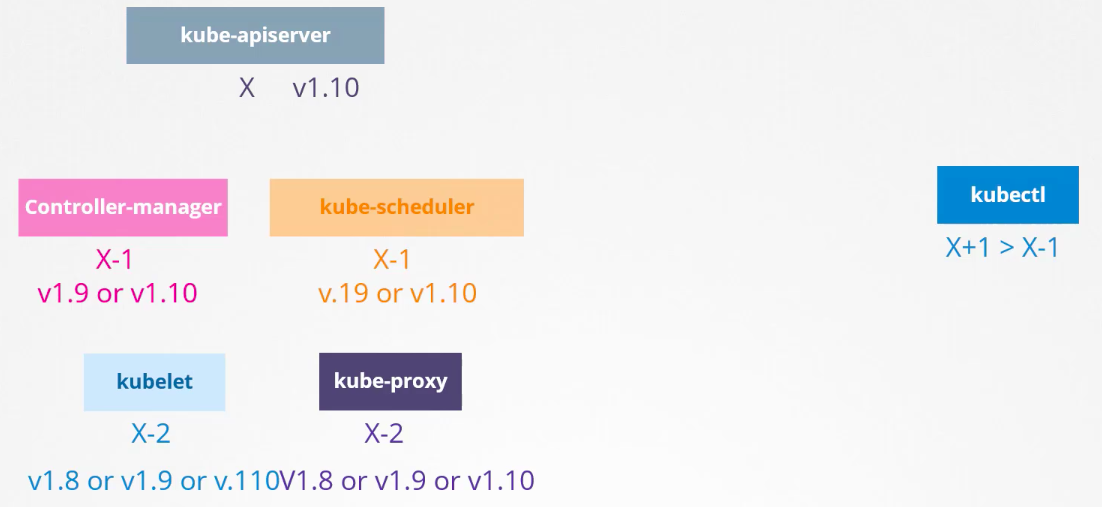 kube-apiserver
X v1.10
Controller-manager
kube-scheduler
kubectl
X-1
X-1
X+1 > X-1
v1.9 or v1.10
v.19 or v1.10
kubelet
kube-proxy
X-2
X-2
v1.8 or v1.9 or v.110
V1.8 or v1.9 or v1.10